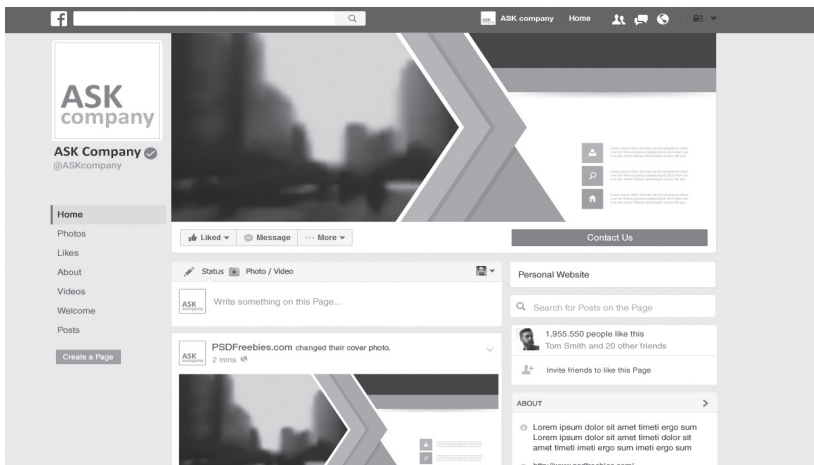 f
ASK company Home
ASK
company
ASK Company
@ASKcompany
Home
Photos
Likes
About
Videos
Welcome
Posts
Create a Page
Liked
Message
··· More
Contact Us
Status
Photo / Video
ASK
company
Write something on this Page...
ASK
company
PSDFreebies.com changed their cover photo.
2 mins
Personal Website
Search for Posts on the Page
1,955.550 people like this
Tom Smith and 20 other friends
Invite friends to like this Page
ABOUT
Lorem ipsum dolor sit amet timeti ergo sum
Lorem ipsum dolor sit amet timeti dolor sit
amet timeti imeti ergo sum imeti ergo sum
http://www.psdfreebies.com/